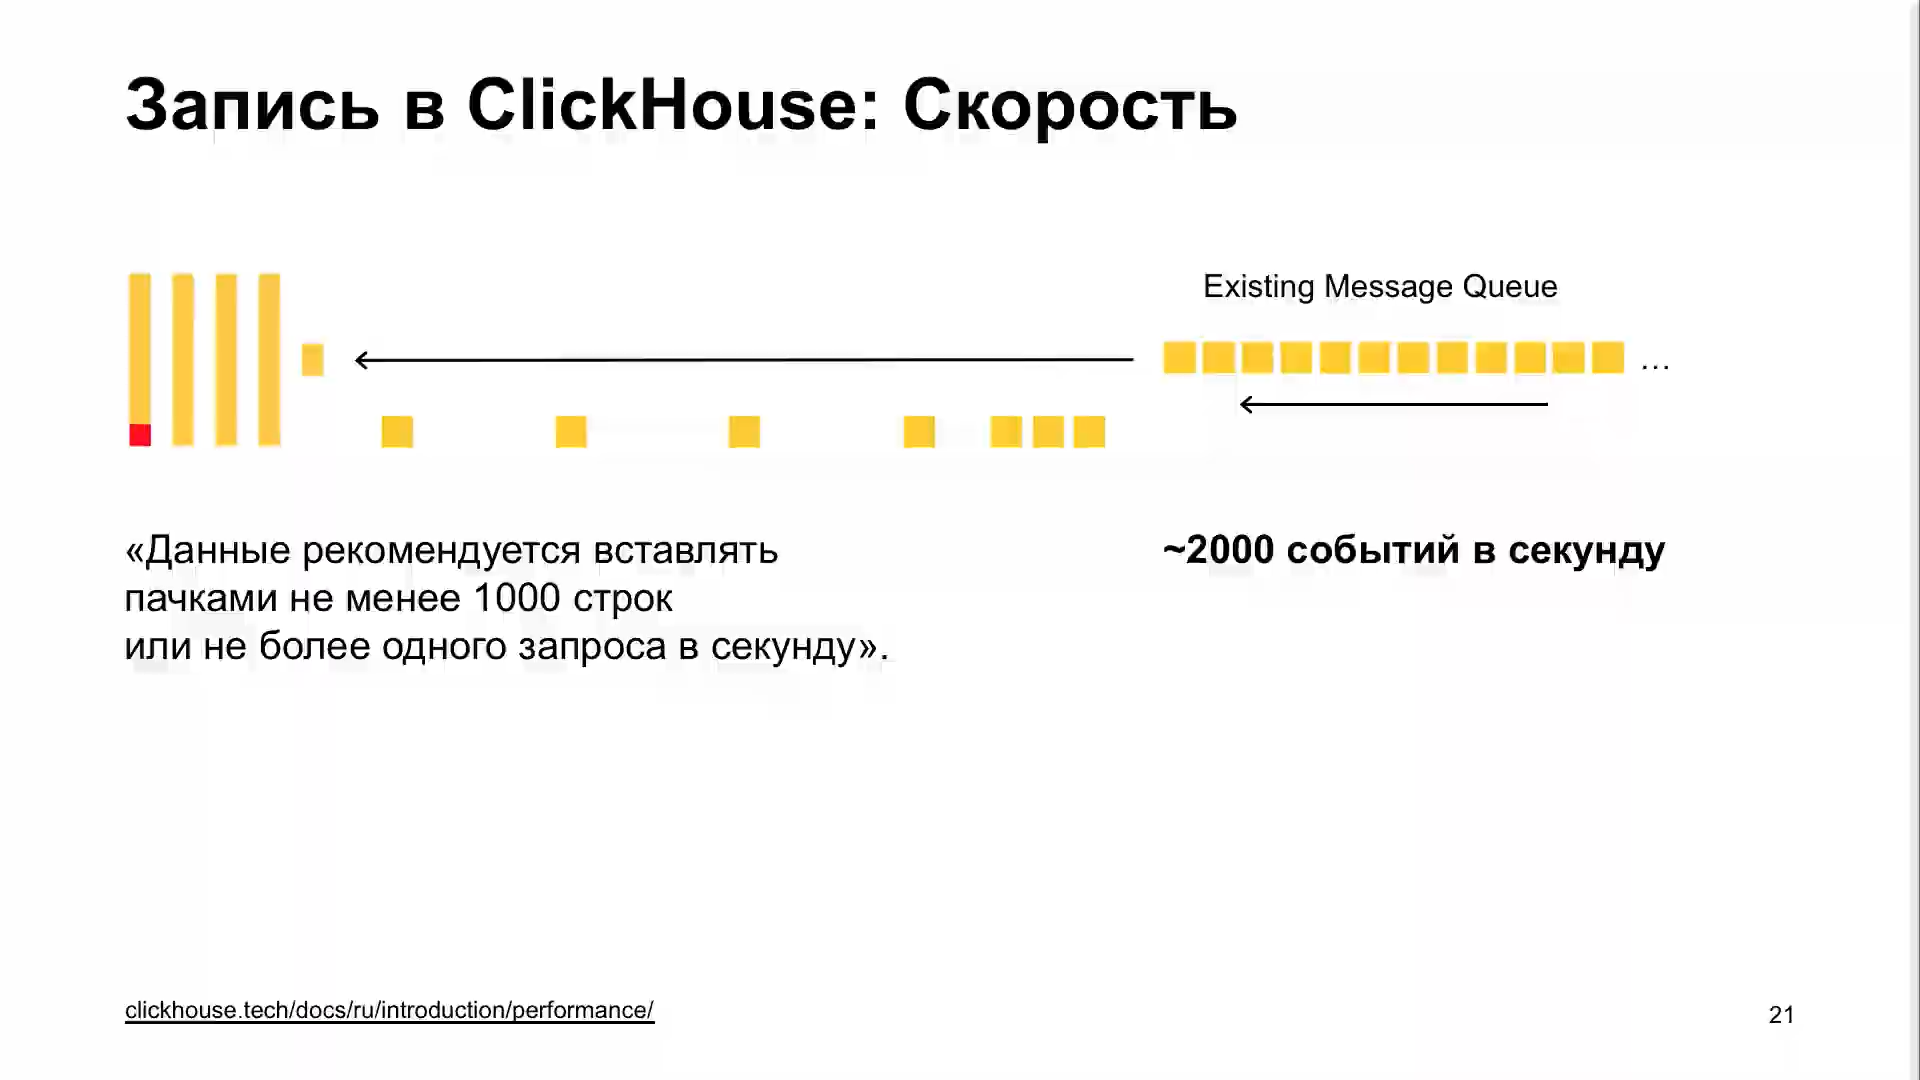 Запись в ClickHouse: Скорость
Existing Message Queue
...
«Данные рекомендуется вставлять
пачками не менее 1000 строк
или не более одного запроса в секунду».
~2000 событий в секунду
clickhouse.tech/docs/ru/introduction/performance/
21